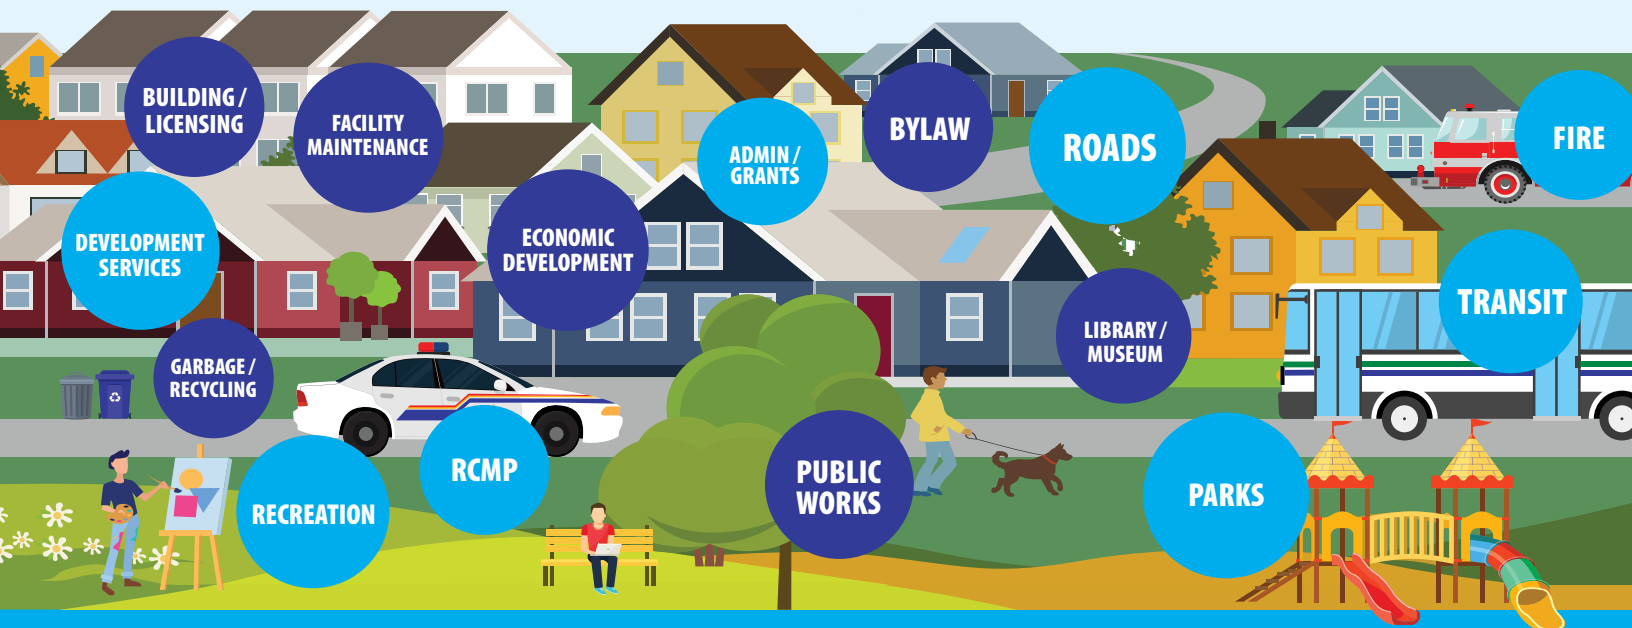 BUILDING /
LICENSING
FACILITY
MAINTENANCE
ADMIN /
GRANTS
BYLAW
ROADS
FIRE
DEVELOPMENT
SERVICES
ECONOMIC
DEVELOPMENT
LIBRARY /
MUSEUM
TRANSIT
GARBAGE /
RECYCLING
RECREATION
RCMP
PUBLIC
WORKS
PARKS